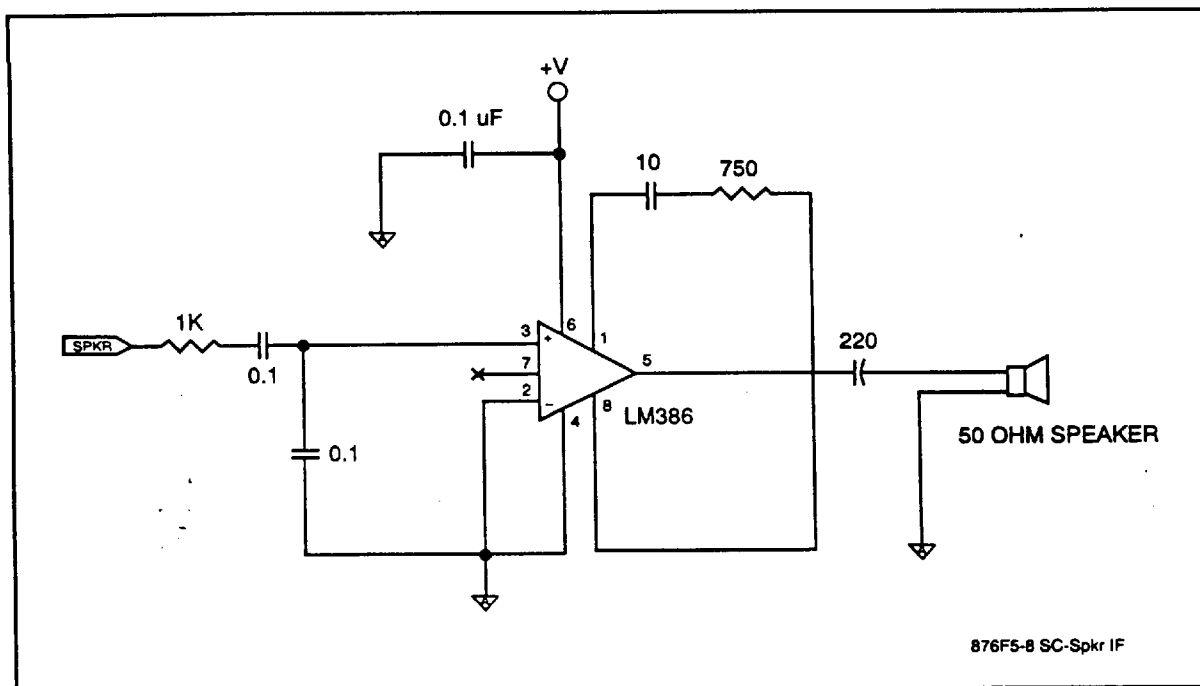 +V
0.1 uF
10
750
SPKR
1K
0.1
3
+
6
1
7
2
−
4
8
5
LM386
220
0.1
50 OHM SPEAKER
A
A
A
876F5-8 SC-Spkr IF